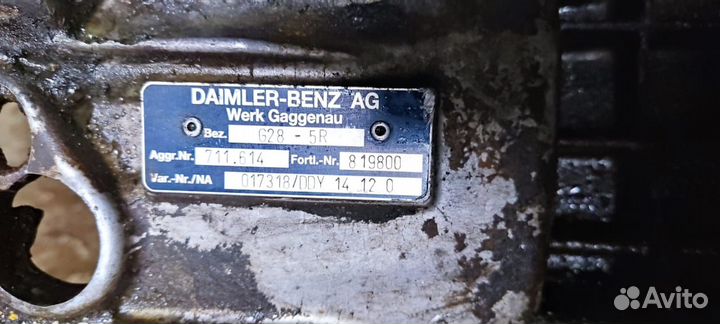 DAIMLER-BENZ AG
Werk Gaggenau
Bez. G28 - 5R
Aggr.Nr. 711.614 Fortl.-Nr. 819800
Var.-Nr./NA 017318/DDY 14 12 0
Avito